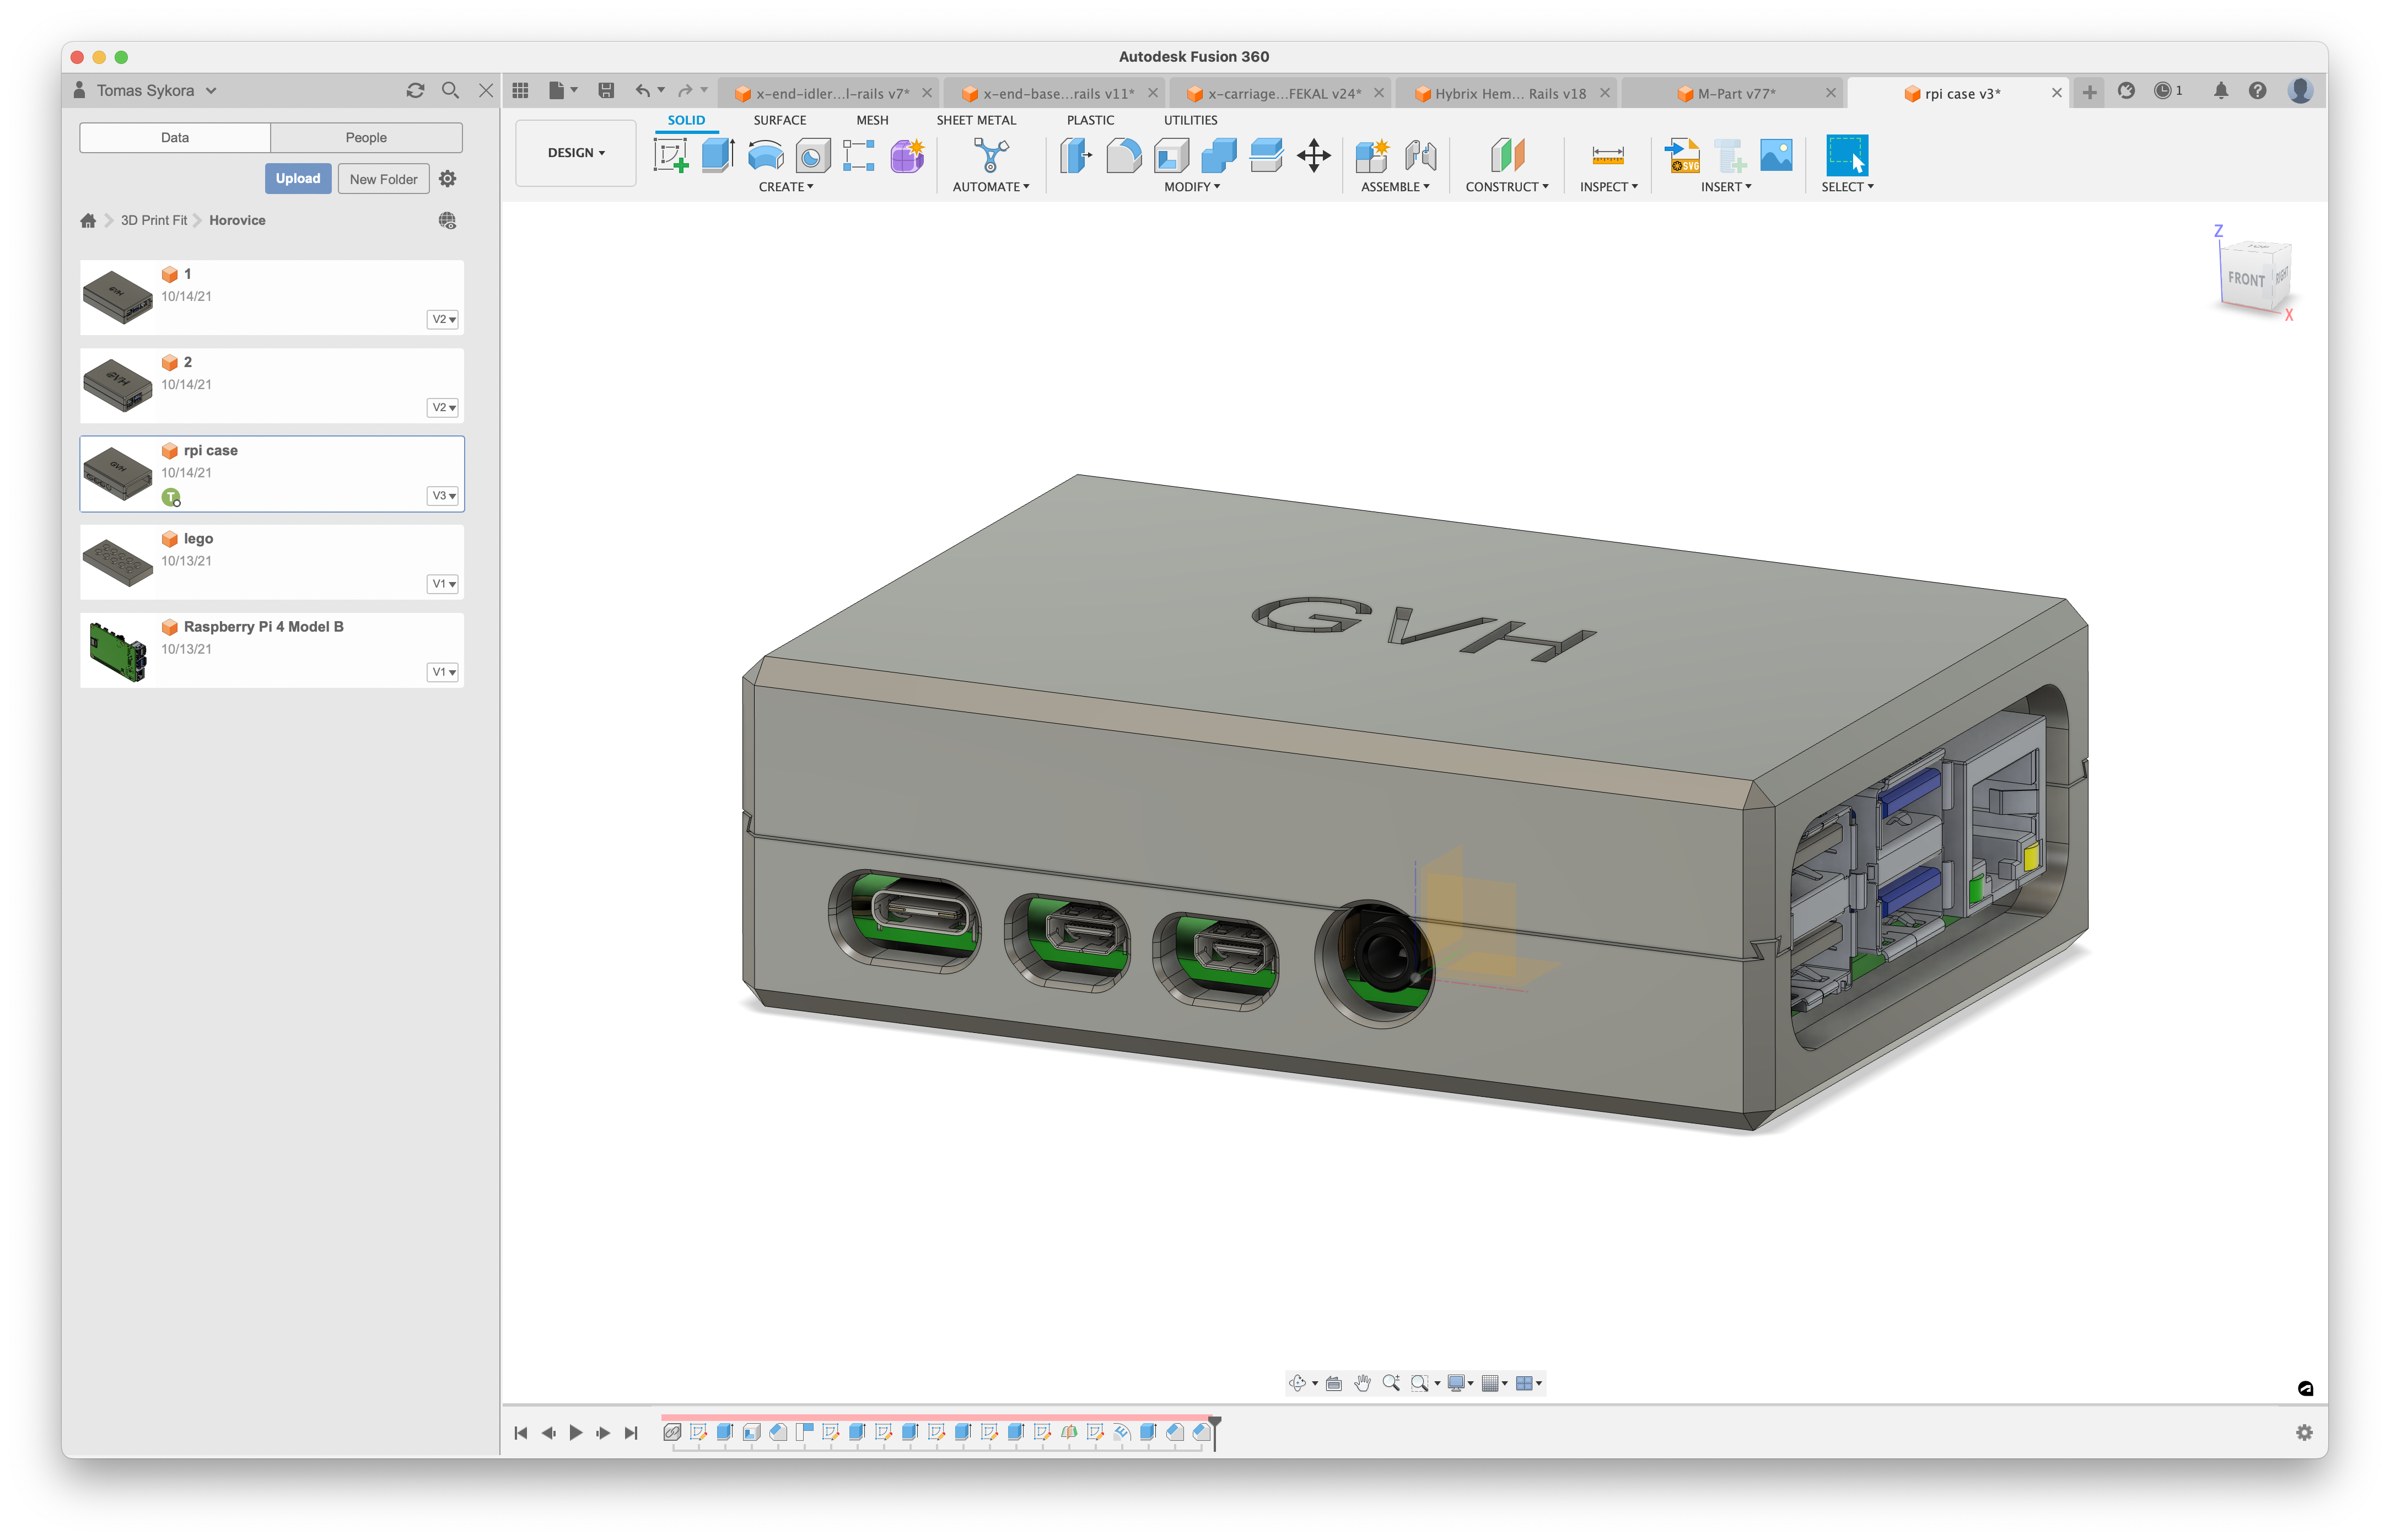 Autodesk Fusion 360
Tomas Sykora
x-end-idler...l-rails v7*
x-end-base...rails v11*
x-carriage...FEKAL v24*
Hybrix Hem... Rails v18
M-Part v77*
rpi case v3*
1
Data
People
Upload
New Folder
3D Print Fit
Horovice
1
10/14/21
V2
2
10/14/21
V2
rpi case
10/14/21
T
V3
lego
10/13/21
V1
Raspberry Pi 4 Model B
10/13/21
V1
DESIGN
SOLID
SURFACE
MESH
SHEET METAL
PLASTIC
UTILITIES
CREATE
AUTOMATE
MODIFY
ASSEMBLE
CONSTRUCT
INSPECT
SVG
INSERT
SELECT
Z
TOP
FRONT
RIGHT
X
GVH